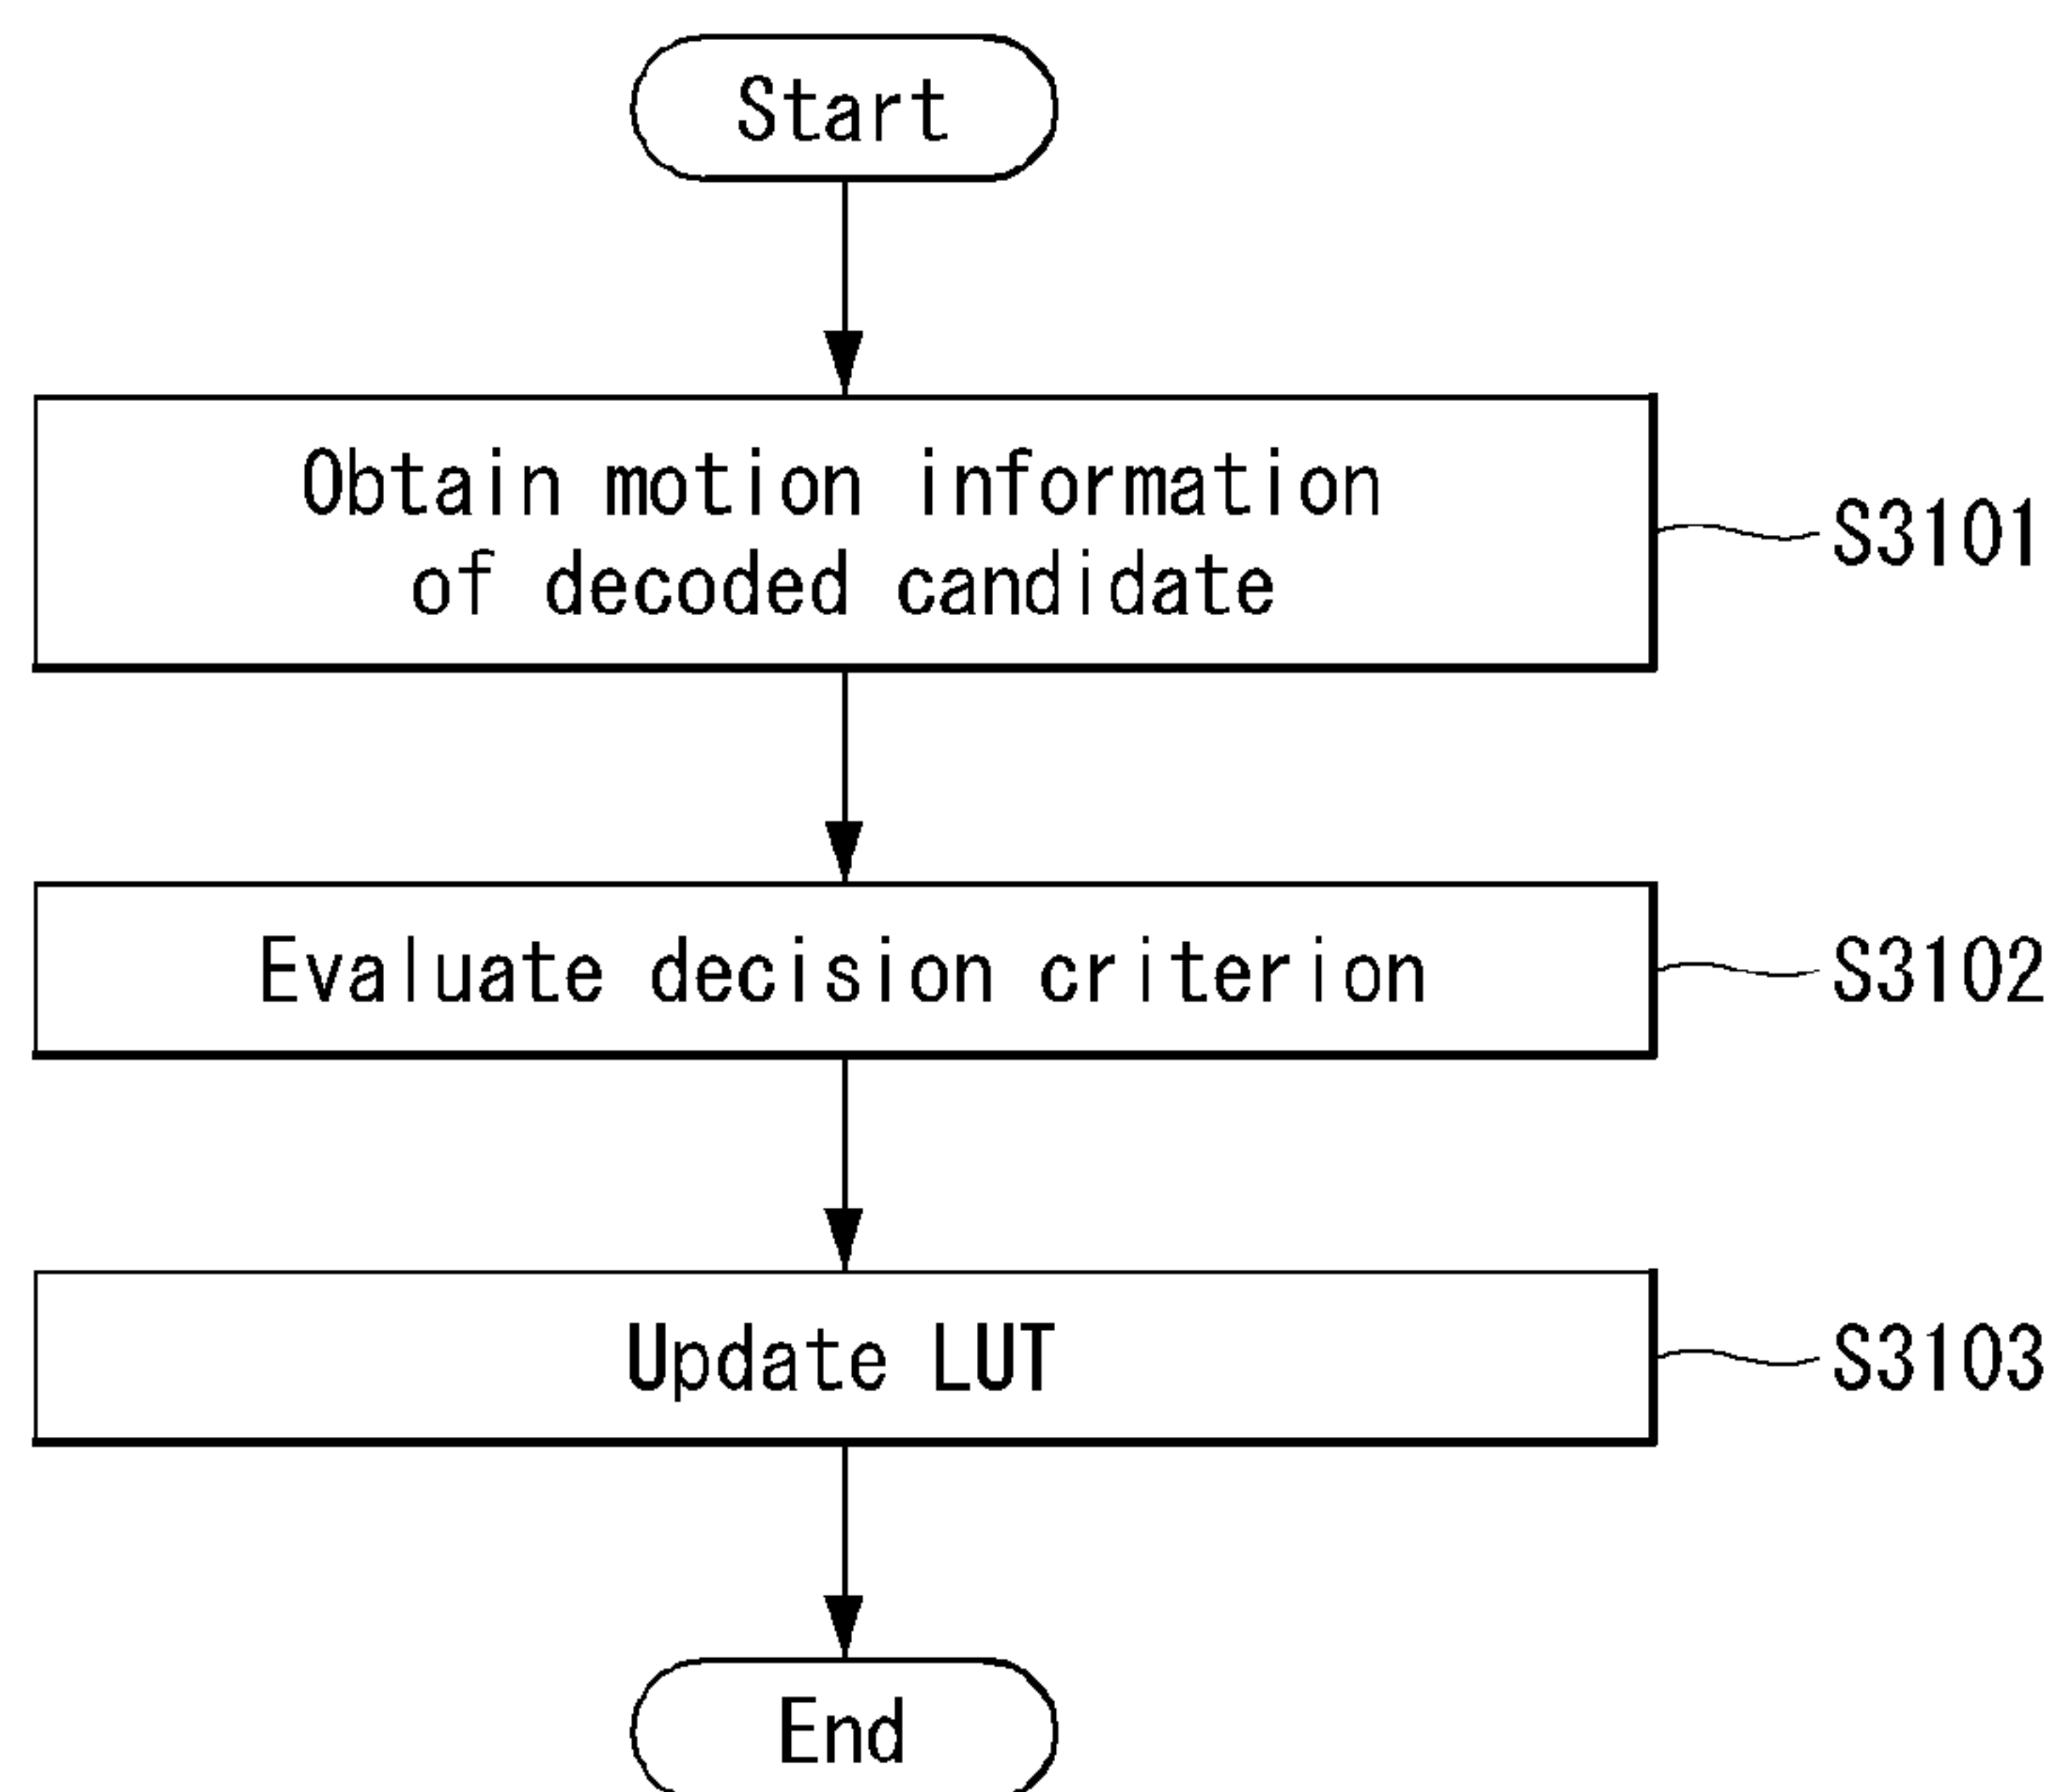 Start
Obtain motion information
of decoded candidate
S3101
Evaluate decision criterion
S3102
Update LUT
S3103
End